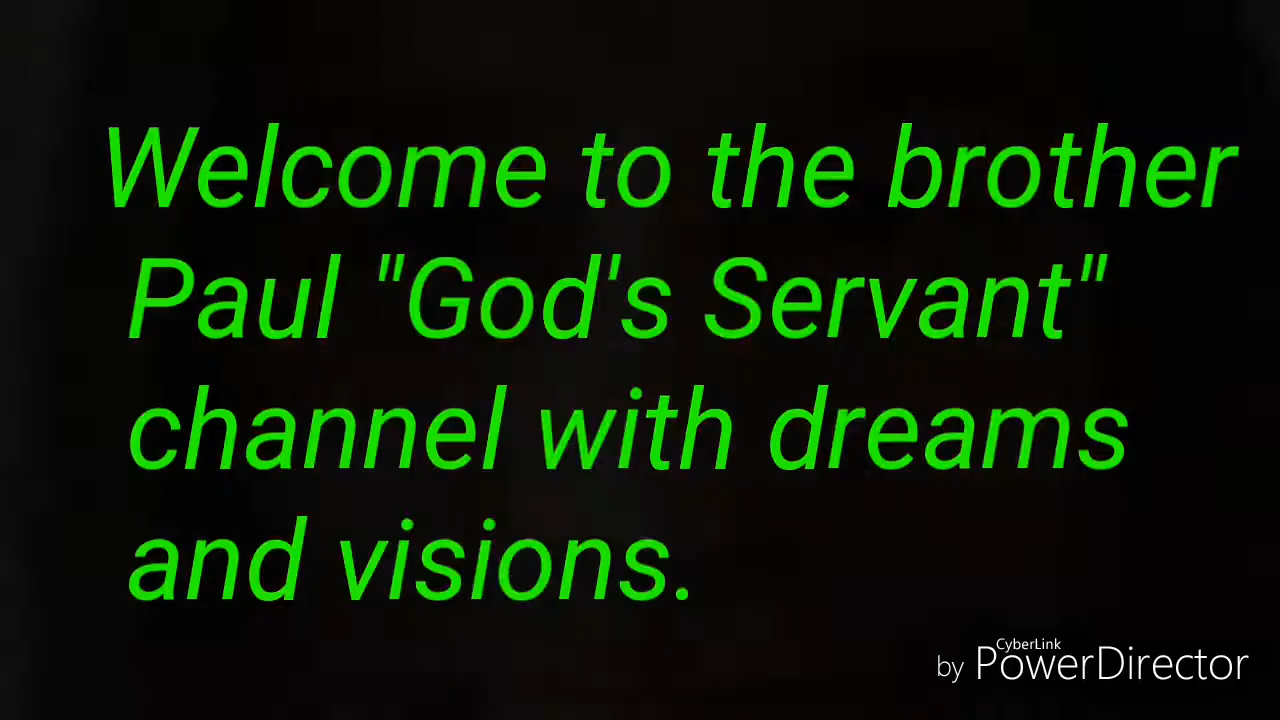 Welcome to the brother
Paul "God's Servant"
channel with dreams
and visions.
CyberLink
by PowerDirector